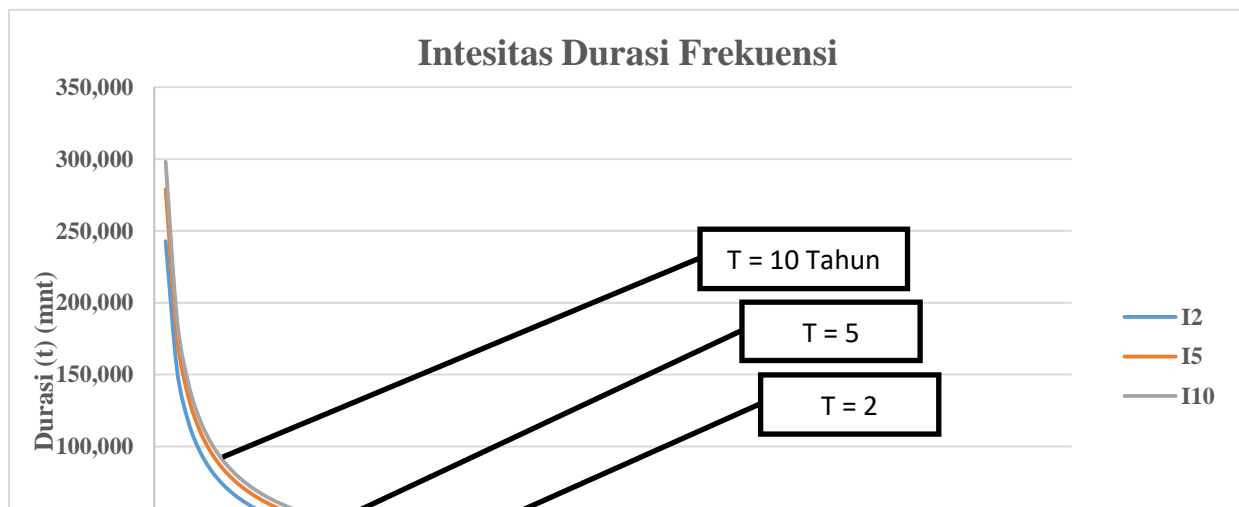 Intesitas Durasi Frekuensi
350,000
300,000
250,000
200,000
150,000
100,000
Durasi (t) (mnt)
T = 10 Tahun
T = 5
T = 2
I2
I5
I10